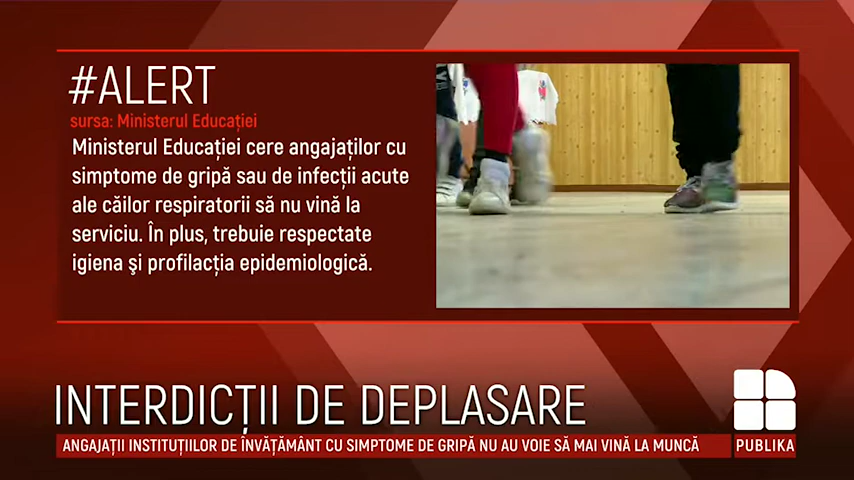 #ALERT
sursa: Ministerul Educației
Ministerul Educației cere angajaților cu
simptome de gripă sau de infecții acute
ale căilor respiratorii să nu vină la
serviciu. În plus, trebuie respectate
igiena şi profilacția epidemiologică.
INTERDICȚII DE DEPLASARE
ANGAJAȚII INSTITUȚIILOR DE ÎNVĂȚĂMÂNT CU SIMPTOME DE GRIPĂ NU AU VOIE SĂ MAI VINĂ LA MUNCĂ
PUBLIKA